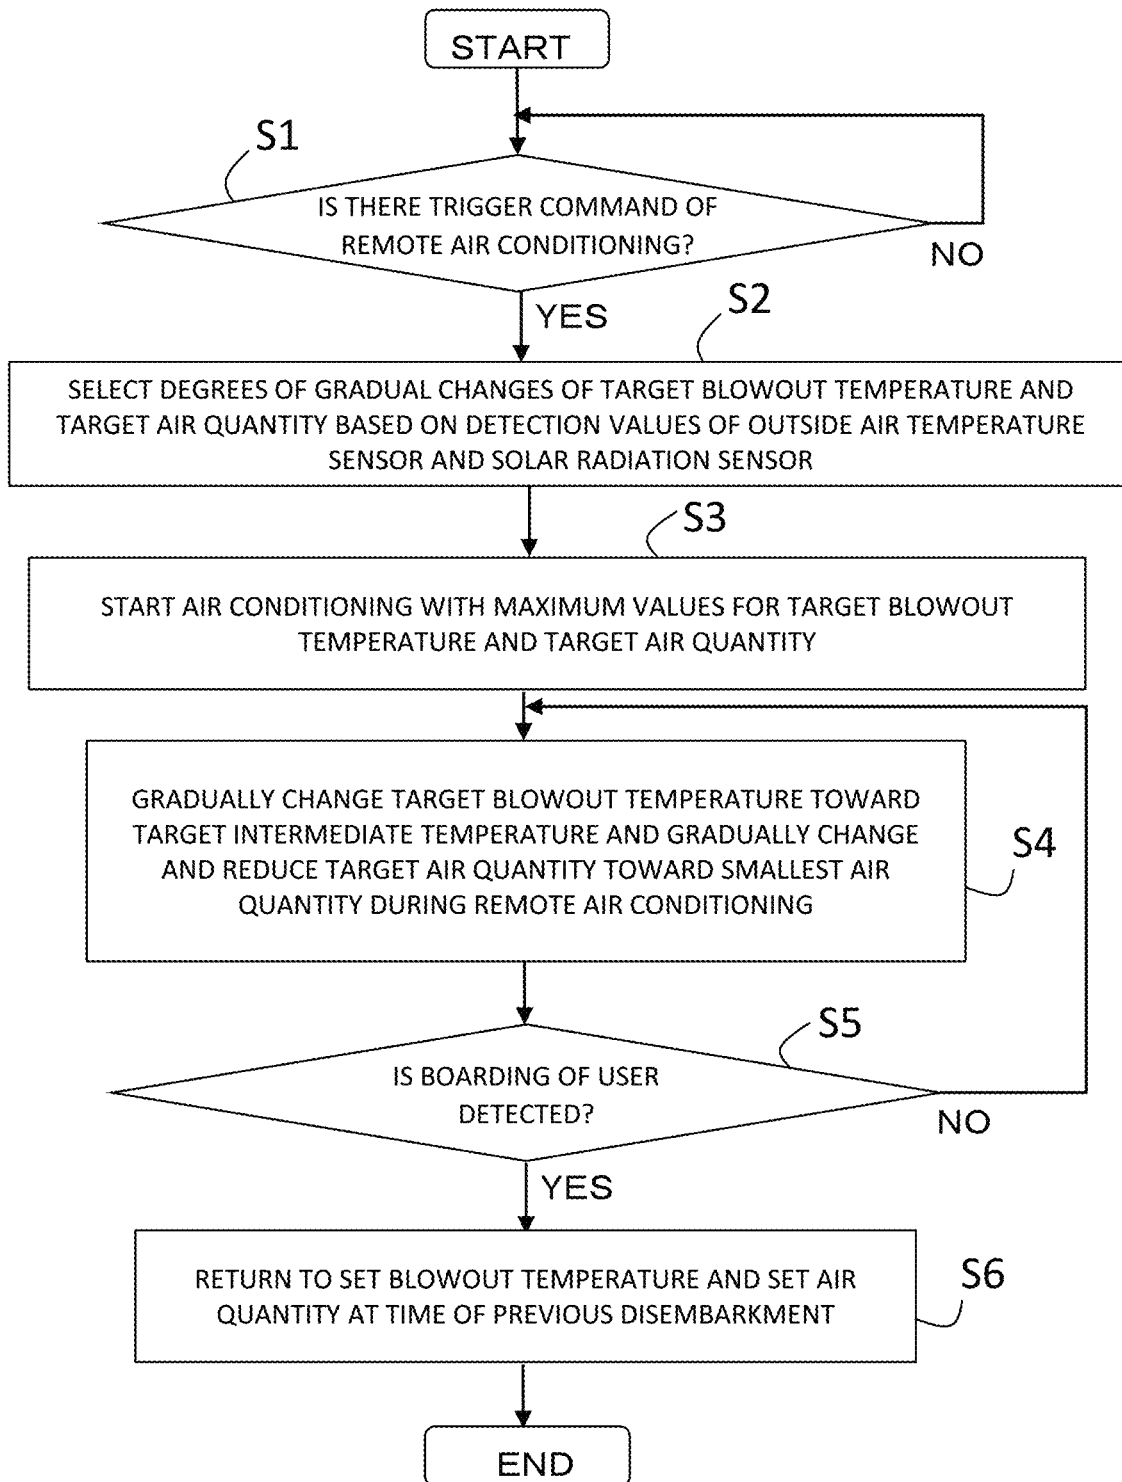 START
S1
IS THERE TRIGGER COMMAND OF
REMOTE AIR CONDITIONING?
NO
YES
S2
SELECT DEGREES OF GRADUAL CHANGES OF TARGET BLOWOUT TEMPERATURE AND
TARGET AIR QUANTITY BASED ON DETECTION VALUES OF OUTSIDE AIR TEMPERATURE
SENSOR AND SOLAR RADIATION SENSOR
S3
START AIR CONDITIONING WITH MAXIMUM VALUES FOR TARGET BLOWOUT
TEMPERATURE AND TARGET AIR QUANTITY
GRADUALLY CHANGE TARGET BLOWOUT TEMPERATURE TOWARD
TARGET INTERMEDIATE TEMPERATURE AND GRADUALLY CHANGE
AND REDUCE TARGET AIR QUANTITY TOWARD SMALLEST AIR
QUANTITY DURING REMOTE AIR CONDITIONING
S4
S5
IS BOARDING OF USER
DETECTED?
NO
YES
RETURN TO SET BLOWOUT TEMPERATURE AND SET AIR
QUANTITY AT TIME OF PREVIOUS DISEMBARKMENT
S6
END